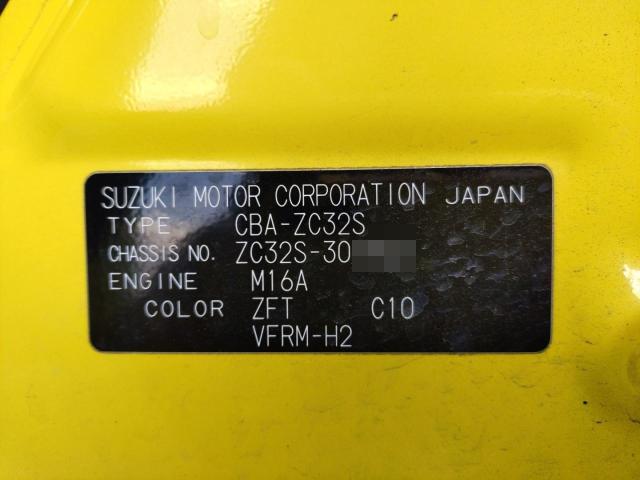 SUZUKI MOTOR CORPORATION JAPAN
TYPE CBA-ZC32S
CHASSIS NO. ZC32S-30
ENGINE M16A
COLOR ZFT C10
VFRM-H2